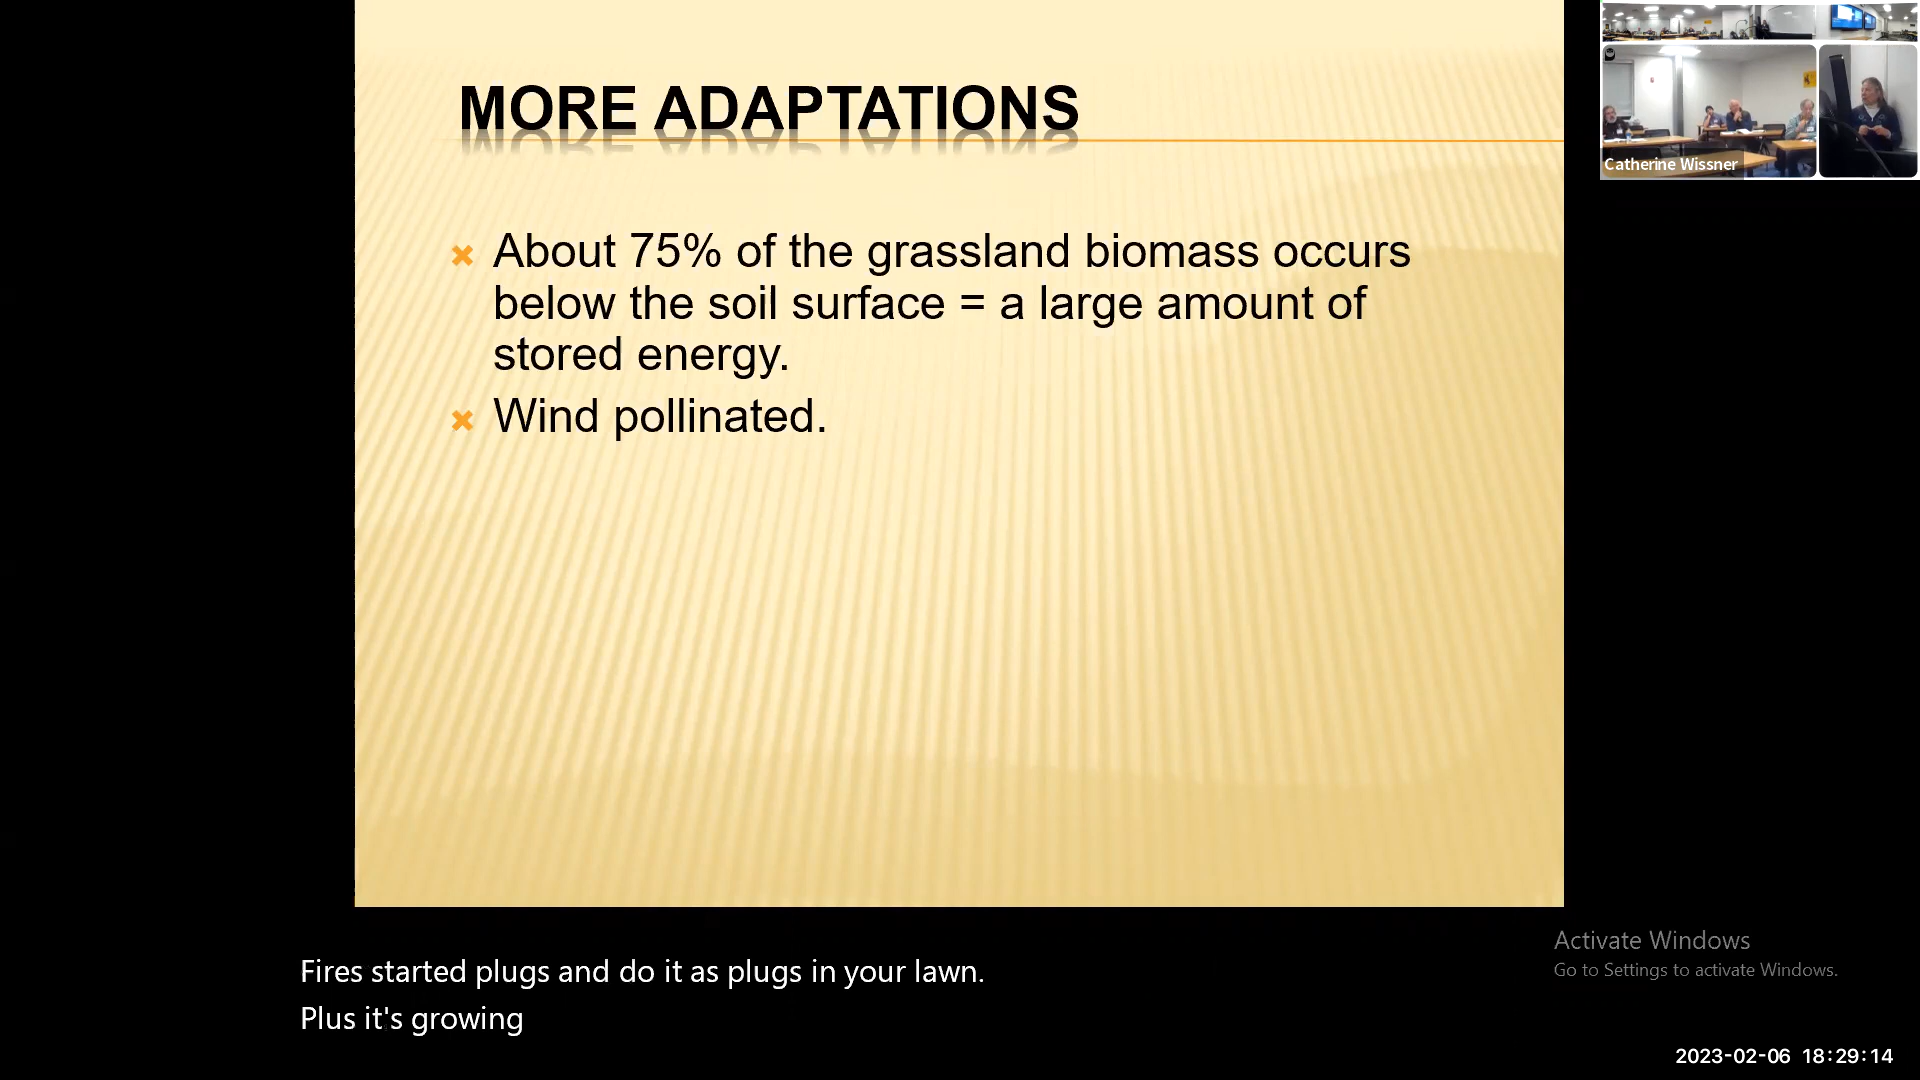 MORE ADAPTATIONS
About 75% of the grassland biomass occurs
below the soil surface = a large amount of
stored energy.
Wind pollinated.
Catherine Wissner
Fires started plugs and do it as plugs in your lawn.
Plus it's growing
Activate Windows
Go to Settings to activate Windows.
2023-02-06 18:29:14